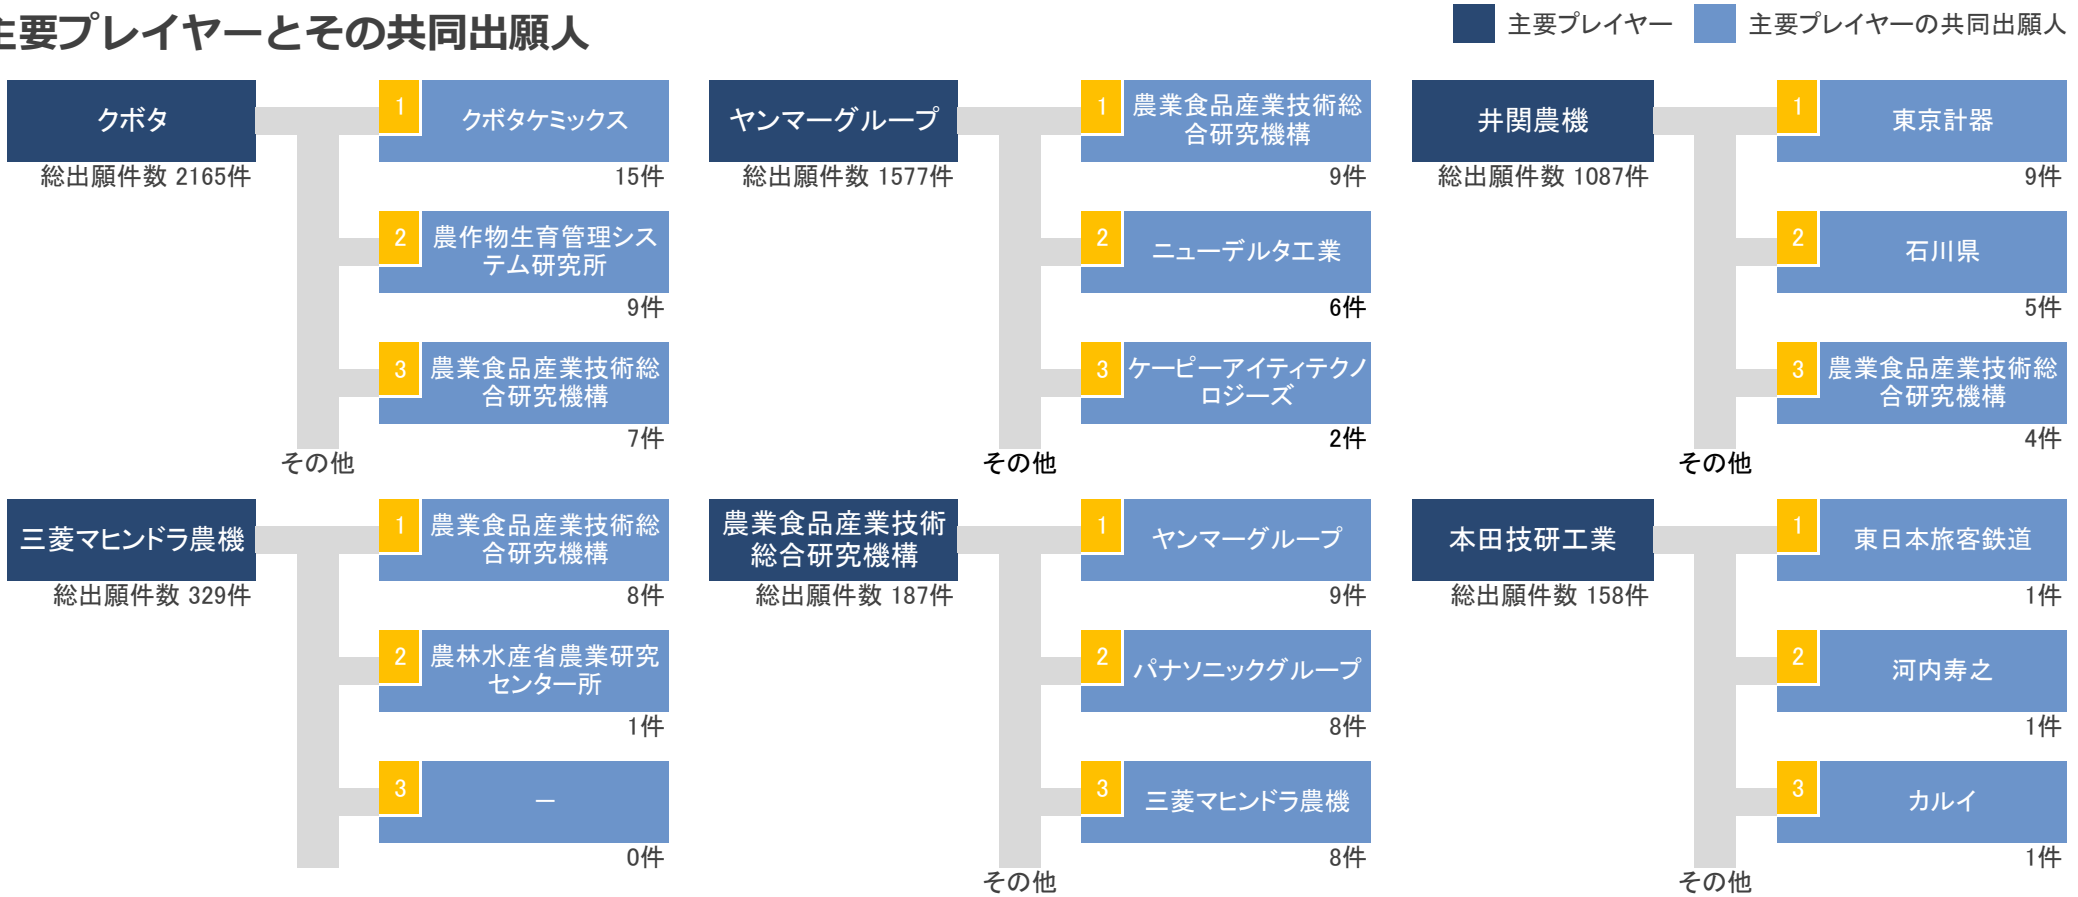 主要プレイヤーとその共同出願人
主要プレイヤー
主要プレイヤーの共同出願人
クボタ
総出願件数 2165件
1
クボタケミックス
15件
2
農作物生育管理シス
テム研究所
9件
3
農業食品産業技術総
合研究機構
7件
その他
ヤンマーグループ
総出願件数 1577件
1
農業食品産業技術総
合研究機構
9件
2
ニューデルタ工業
6件
3
ケーピーアイティテクノ
ロジーズ
2件
その他
井関農機
総出願件数 1087件
1
東京計器
9件
2
石川県
5件
3
農業食品産業技術総
合研究機構
4件
その他
三菱マヒンドラ農機
総出願件数 329件
1
農業食品産業技術総
合研究機構
8件
2
農林水産省農業研究
センター所
1件
3
－
0件
農業食品産業技術
総合研究機構
総出願件数 187件
1
ヤンマーグループ
9件
2
パナソニックグループ
8件
3
三菱マヒンドラ農機
8件
その他
本田技研工業
総出願件数 158件
1
東日本旅客鉄道
1件
2
河内寿之
1件
3
カルイ
1件
その他